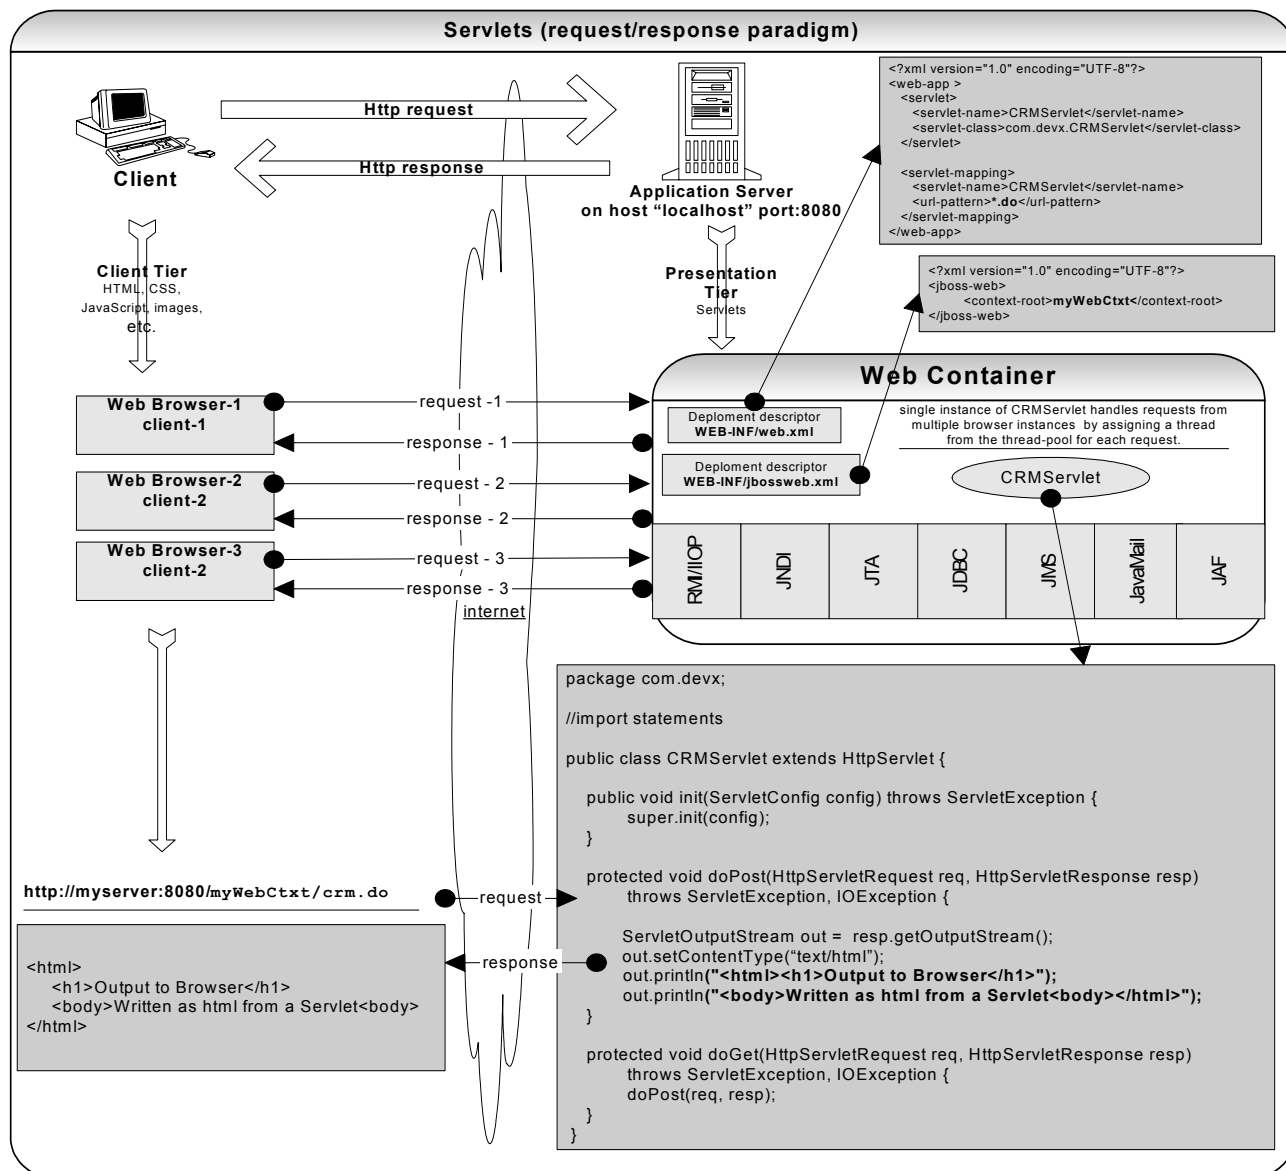 Servlets (request/response paradigm)
Http request
Http response
Client
Application Server
on host “localhost” port:8080
<?xml version="1.0" encoding="UTF-8"?>
<web-app >
<servlet>
<servlet-name>CRMServlet</servlet-name>
<servlet-class>com.devx.CRMServlet</servlet-class>
</servlet>
<servlet-mapping>
<servlet-name>CRMServlet</servlet-name>
<url-pattern>*.do</url-pattern>
</servlet-mapping>
</web-app>
Client Tier
HTML, CSS,
JavaScript, images,
etc.
Presentation
Tier
Servlets
<?xml version="1.0" encoding="UTF-8"?>
<jboss-web>
<context-root>myWebCtxt</context-root>
</jboss-web>
Web Container
Web Browser-1
client-1
request -1
response - 1
Deploment descriptor
WEB-INF/web.xml
single instance of CRMServlet handles requests from
multiple browser instances by assigning a thread
from the thread-pool for each request.
Web Browser-2
client-2
request - 2
response - 2
Deploment descriptor
WEB-INF/jbossweb.xml
CRMServlet
Web Browser-3
client-2
request - 3
response - 3
internet
RMI/IIOP
JNDI
JTA
JDBC
JMS
JavaMail
JAF
package com.devx;
//import statements
public class CRMServlet extends HttpServlet {
public void init(ServletConfig config) throws ServletException {
super.init(config);
}
protected void doPost(HttpServletRequest req, HttpServletResponse resp)
throws ServletException, IOException {
ServletOutputStream out = resp.getOutputStream();
out.setContentType(“text/html”);
out.println("<html><h1>Output to Browser</h1>");
out.println("<body>Written as html from a Servlet<body></html>");
}
protected void doGet(HttpServletRequest req, HttpServletResponse resp)
throws ServletException, IOException {
doPost(req, resp);
}
}
http://myserver:8080/myWebCtxt/crm.do
request
response
<html>
<h1>Output to Browser</h1>
<body>Written as html from a Servlet<body>
</html>